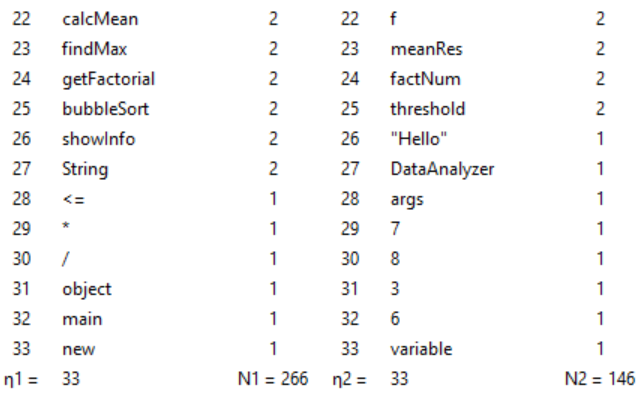 22 calcMean 2 22 f 2
23 findMax 2 23 meanRes 2
24 getFactorial 2 24 factNum 2
25 bubbleSort 2 25 threshold 2
26 showInfo 2 26 "Hello" 1
27 String 2 27 DataAnalyzer 1
28 <= 1 28 args 1
29 * 1 29 7 1
30 / 1 30 8 1
31 object 1 31 3 1
32 main 1 32 6 1
33 new 1 33 variable 1
η1 = 33 N1 = 266 η2 = 33 N2 = 146